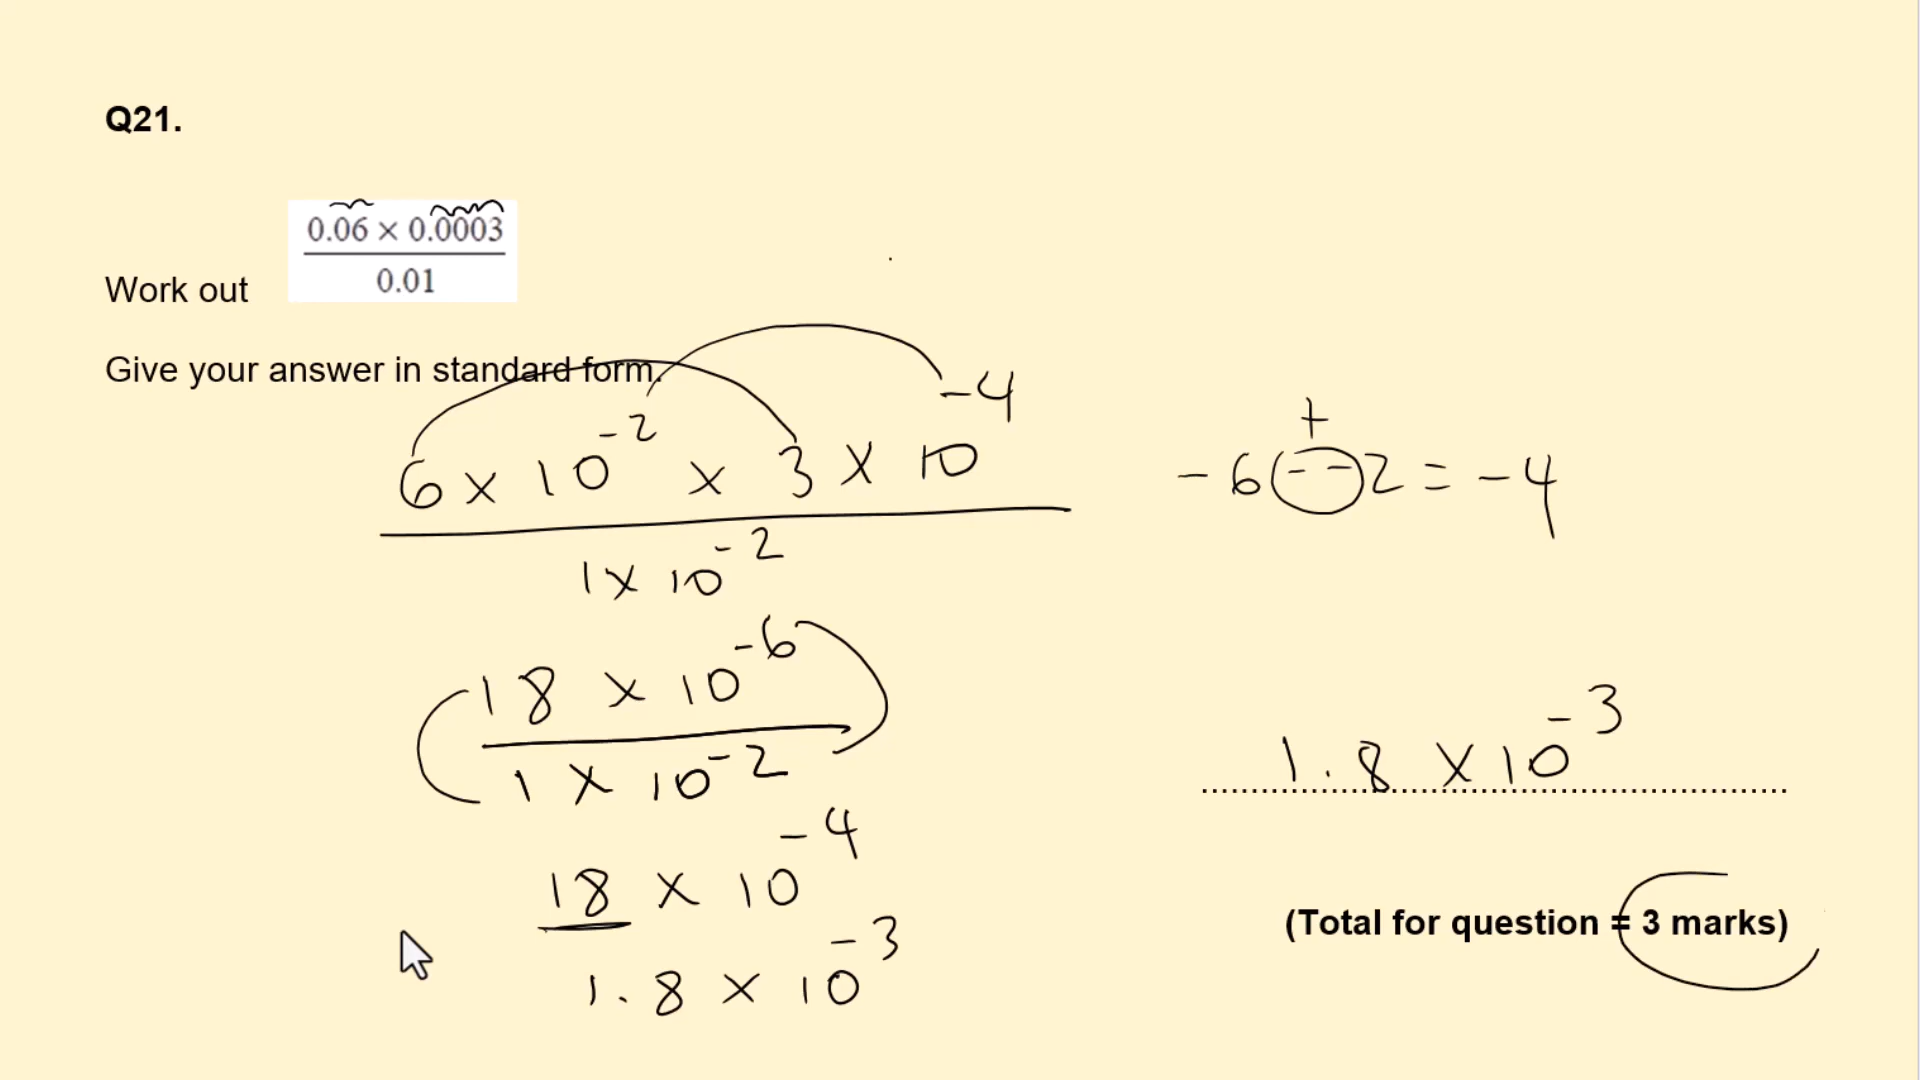 Q21.
0.06 × 0.0003
0.01
Work out
Give your answer in standard form.
6 × 10⁻² × 3 × 10⁻⁴
1 × 10⁻²
+
-6--2 = -4
18 × 10⁻⁶
1 × 10⁻²
18 × 10⁻⁴
1.8 × 10⁻³
1.8 × 10⁻³
(Total for question = 3 marks)